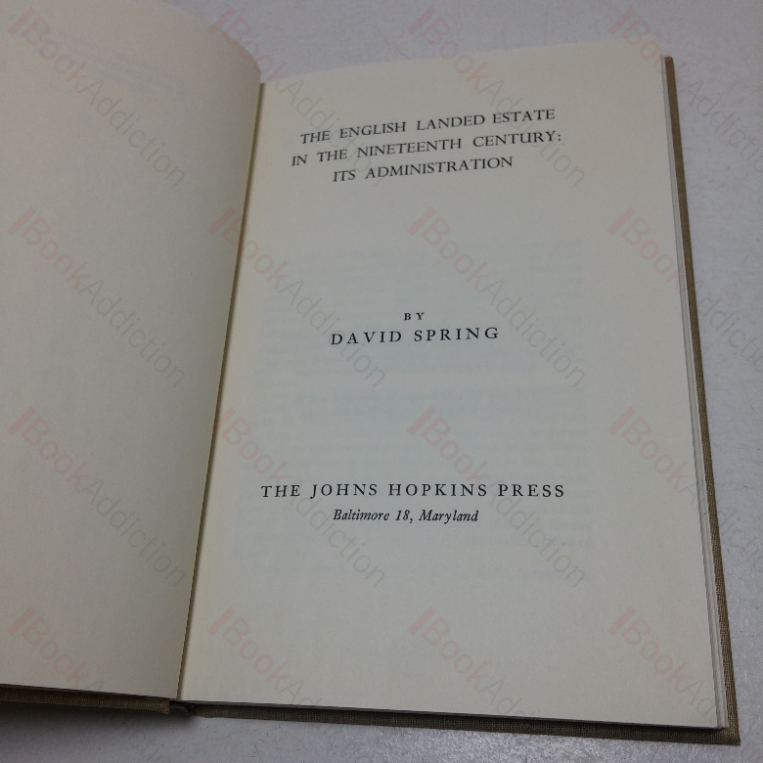 THE ENGLISH LANDED ESTATE
IN THE NINETEENTH CENTURY:
ITS ADMINISTRATION
BY
DAVID SPRING
THE JOHNS HOPKINS PRESS
Baltimore 18, Maryland
BookAddiction